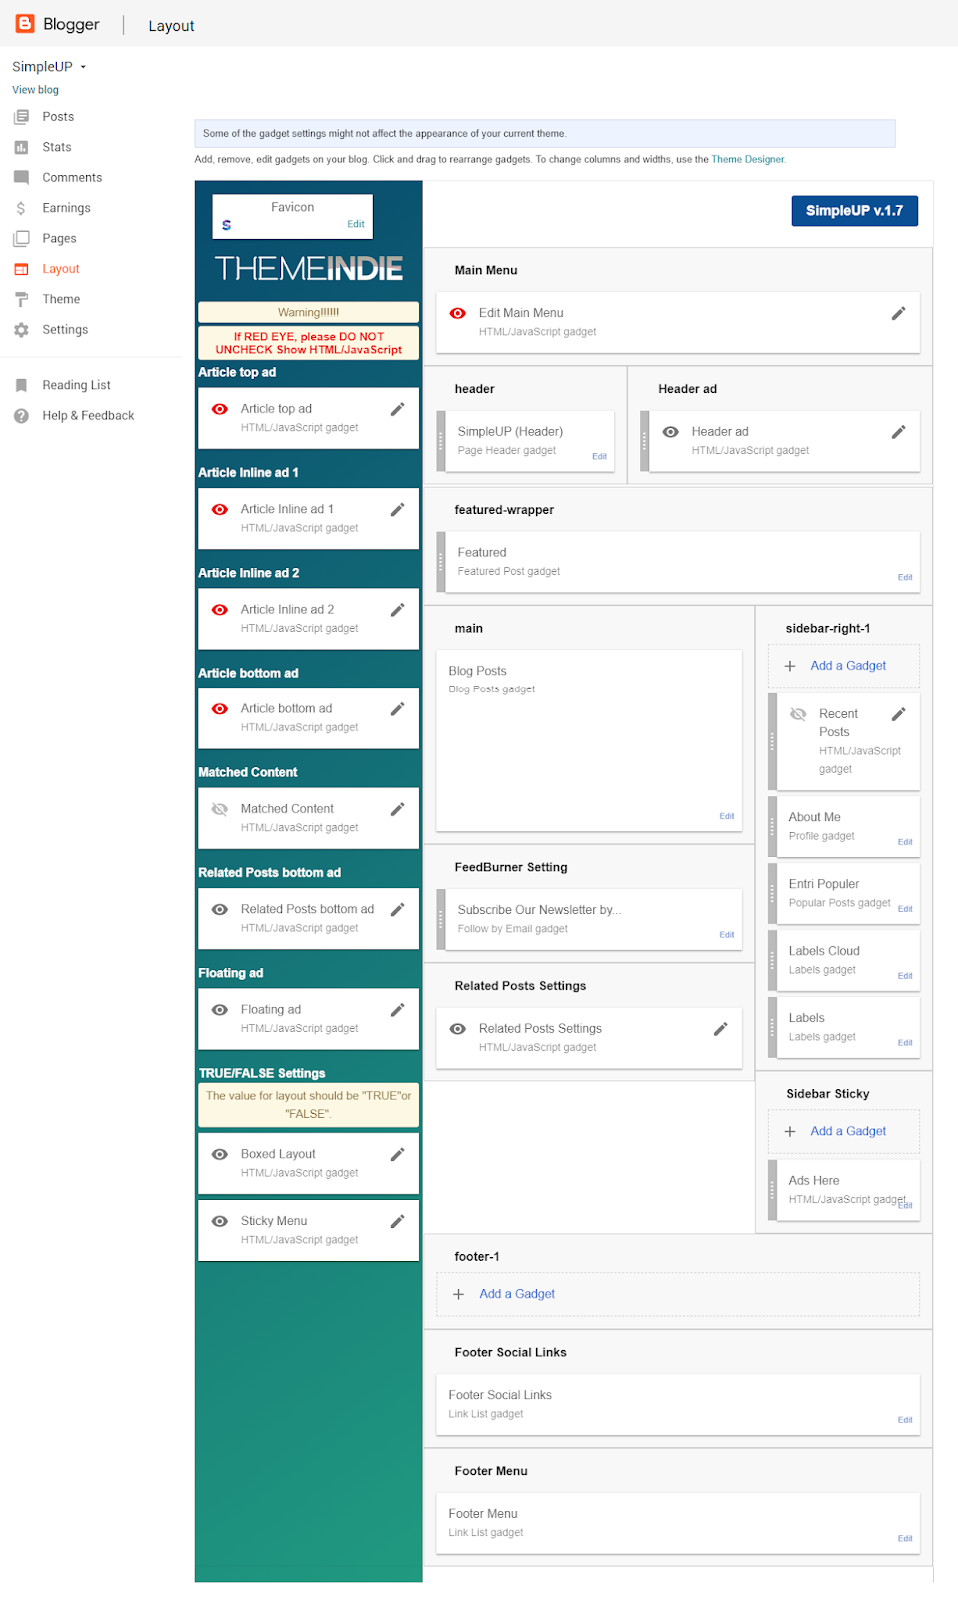 Blogger
Layout
SimpleUP
View blog
Posts
Stats
Comments
Earnings
Pages
Layout
Theme
Settings
Reading List
Help & Feedback
Some of the gadget settings might not affect the appearance of your current theme.
Add, remove, edit gadgets on your blog. Click and drag to rearrange gadgets. To change columns and widths, use the Theme Designer.
Favicon
S
Edit
THEMEINDIE
Warning!!!!!!
If RED EYE, please DO NOT
UNCHECK Show HTML/JavaScript
Article top ad
Article top ad
HTML/JavaScript gadget
Article Inline ad 1
Article Inline ad 1
HTML/JavaScript gadget
Article Inline ad 2
Article Inline ad 2
HTML/JavaScript gadget
Article bottom ad
Article bottom ad
HTML/JavaScript gadget
Matched Content
Matched Content
HTML/JavaScript gadget
Related Posts bottom ad
Related Posts bottom ad
HTML/JavaScript gadget
Floating ad
Floating ad
HTML/JavaScript gadget
TRUE/FALSE Settings
The value for layout should be "TRUE"or
"FALSE".
Boxed Layout
HTML/JavaScript gadget
Sticky Menu
HTML/JavaScript gadget
SimpleUP v.1.7
Main Menu
Edit Main Menu
HTML/JavaScript gadget
header
SimpleUP (Header)
Page Header gadget
Edit
Header ad
Header ad
HTML/JavaScript gadget
featured-wrapper
Featured
Featured Post gadget
Edit
main
Blog Posts
Blog Posts gadget
Edit
FeedBurner Setting
Subscribe Our Newsletter by...
Follow by Email gadget
Edit
Related Posts Settings
Related Posts Settings
HTML/JavaScript gadget
sidebar-right-1
Add a Gadget
Recent
Posts
HTML/JavaScript
gadget
About Me
Profile gadget
Edit
Entri Populer
Popular Posts gadget
Edit
Labels Cloud
Labels gadget
Edit
Labels
Labels gadget
Edit
Sidebar Sticky
Add a Gadget
Ads Here
HTML/JavaScript gadget
Edit
footer-1
Add a Gadget
Footer Social Links
Footer Social Links
Link List gadget
Edit
Footer Menu
Footer Menu
Link List gadget
Edit